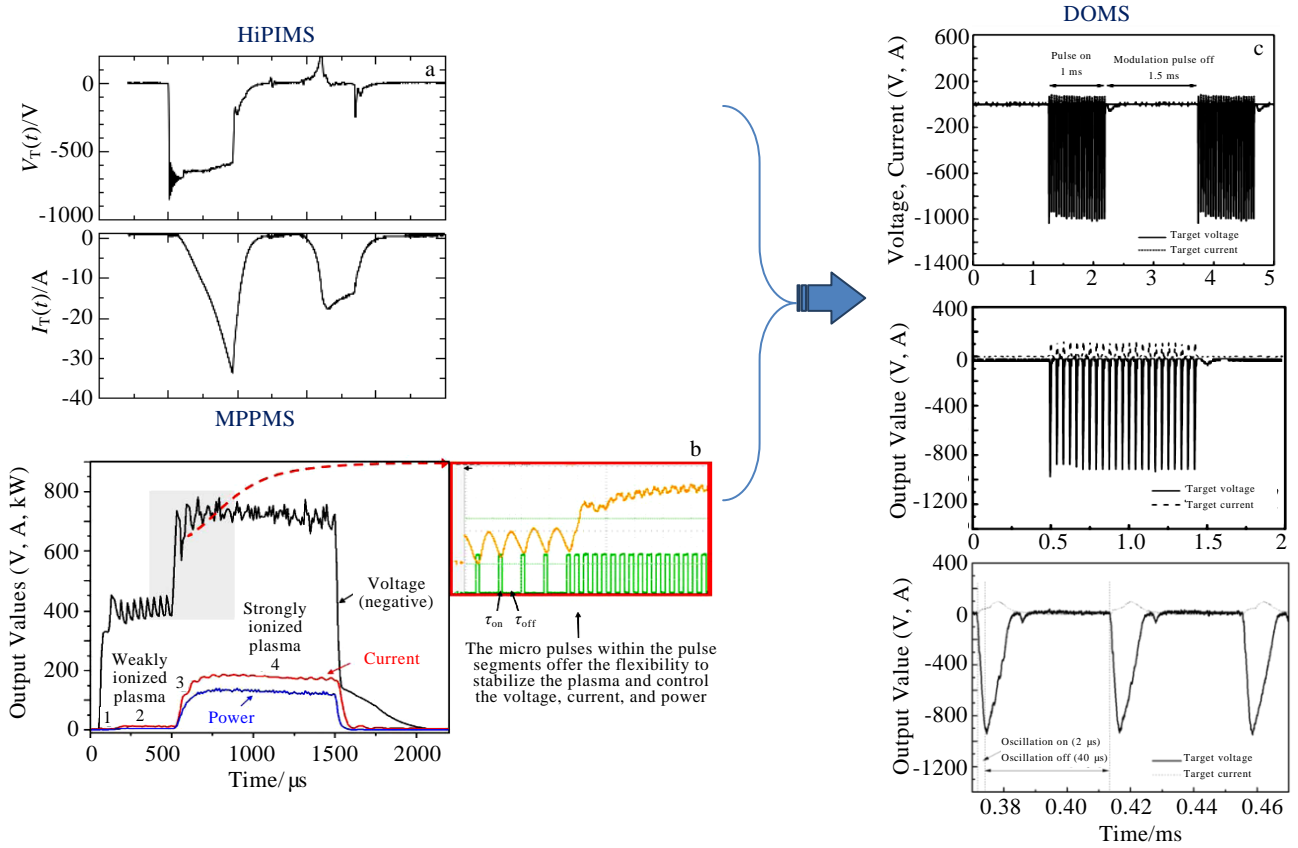 HiPIMS
a
V_T(t)/V
0
-500
-1000
I_T(t)/A
0
-10
-20
-30
-40
MPPMS
b
Output Values (V, A, kW)
800
600
400
200
0
Voltage
(negative)
Strongly
ionized
plasma
4
Weakly
ionized
plasma
Current
3
1
2
Power
0
500
1000
1500
2000
Time/ μs
τon
τoff
The micro pulses within the pulse
segments offer the flexibility to
stabilize the plasma and control
the voltage, current, and power
DOMS
c
Voltage, Current (V, A)
600
200
-200
-600
-1000
-1400
Pulse on
1 ms
Modulation pulse off
1.5 ms
Target voltage
Target current
0
1
2
3
4
5
Output Value (V, A)
400
0
-400
-800
-1200
Target voltage
Target current
0
0.5
1.0
1.5
2
Output Value (V, A)
400
0
-400
-800
-1200
Oscillation on (2 μs)
Oscillation off (40 μs)
Target voltage
Target current
0.38
0.40
0.42
0.44
0.46
Time/ms